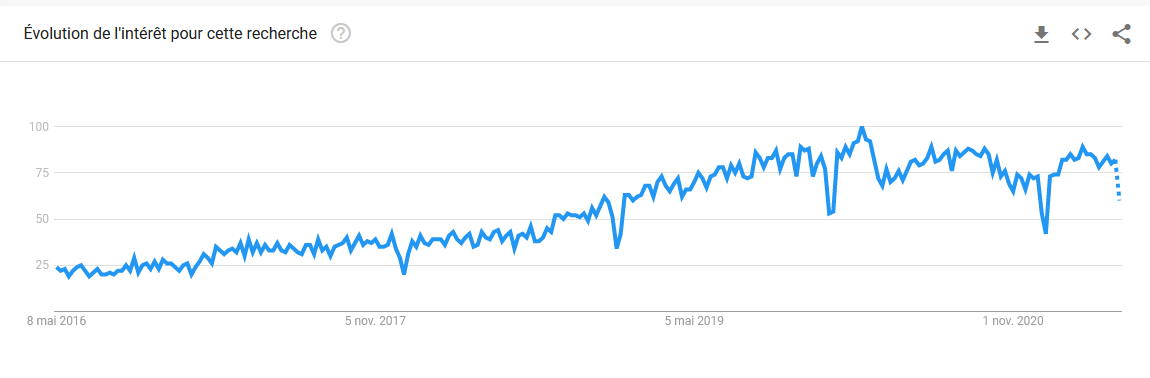 Évolution de l'intérêt pour cette recherche
100
75
50
25
8 mai 2016 5 nov. 2017 5 mai 2019 1 nov. 2020